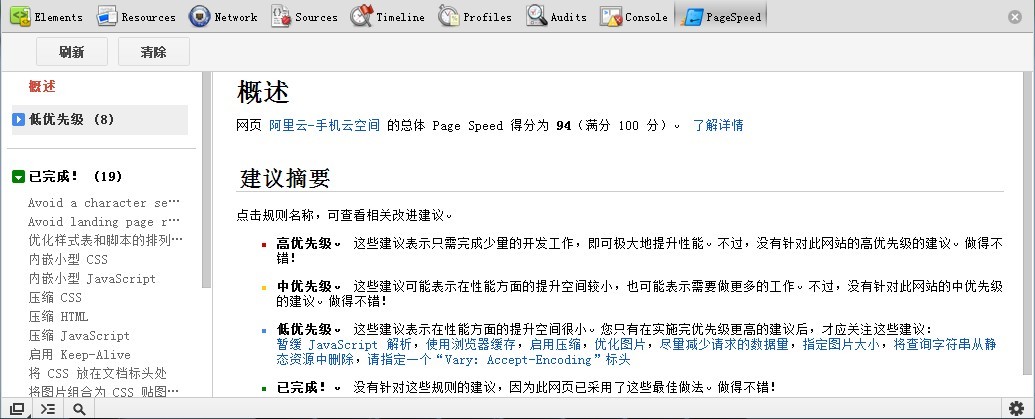 Elements Resources Network Sources Timeline Profiles Audits Console PageSpeed
刷新 清除
概述
低优先级 (8)
已完成! (19)
Avoid a character se…
Avoid landing page r…
优化样式表和脚本的排列…
内嵌小型 CSS
内嵌小型 JavaScript
压缩 CSS
压缩 HTML
压缩 JavaScript
启用 Keep-Alive
将 CSS 放在文档标头处
将图片组合为 CSS 贴图…
概述
网页 阿里云-手机云空间 的总体 Page Speed 得分为 94(满分 100 分)。 了解详情
建议摘要
点击规则名称，可查看相关改进建议。
高优先级。 这些建议表示只需完成少量的开发工作，即可极大地提升性能。不过，没有针对此网站的高优先级的建议。做得不
错!
中优先级。 这些建议可能表示在性能方面的提升空间较小，也可能表示需要做更多的工作。不过，没有针对此网站的中优先级
的建议。做得不错!
低优先级。 这些建议表示在性能方面的提升空间很小。您只有在实施完优先级更高的建议后，才应关注这些建议:
暂缓 JavaScript 解析，使用浏览器缓存，启用压缩，优化图片，尽量减少请求的数据量，指定图片大小，将查询字符串从静
态资源中删除，请指定一个“Vary: Accept-Encoding”标头
已完成! 。 没有针对这些规则的建议，因为此网页已采用了这些最佳做法。做得不错!